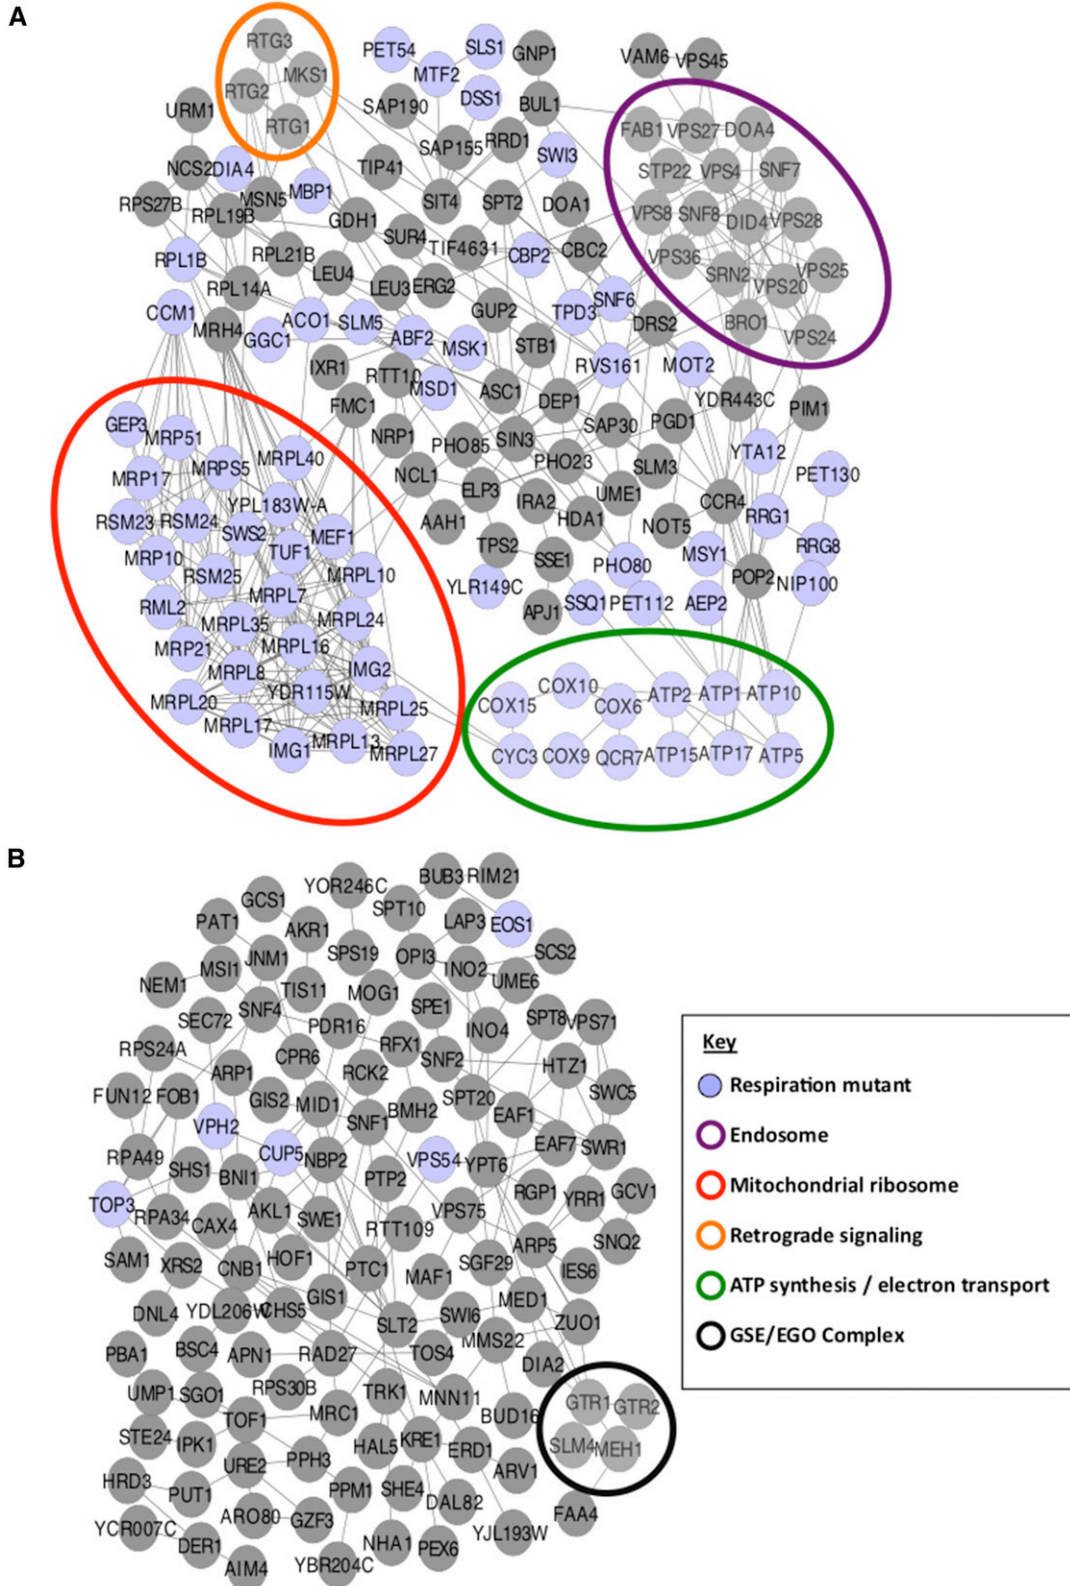 A
RTG3
PET54
SLS1
GNP1
VAM6 VPS45
MTF2
RTG2
MKS1
DSS1
URM1
SAP190
BUL1
RTG1
FAB1 VPS27 DOA4
SAP155 RRD1
SWI3
NCS2 DIA4
TIP41
STP22 VPS4 SNF7
MSN5 MBP1
RPS27B
RPL19B
GDH1
SIT4
SPT2
DOA1
VPS8 SNF8 DID4 VPS28
SUR4 TIF4631
CBP2
CBC2
RPL1B
RPL21B
VPS36
SRN2
VPS20
VPS25
LEU4
LEU3 ERG2
RPL14A
TPD3
SNF6
CCM1
MRH4
ACO1 SLM5
GUP2
DRS2
BRO1
VPS24
GGC1
ABF2
MSK1
STB1
RVS161
MOT2
IXR1
RTT10
MSD1
ASC1
FMC1
DEP1
YDR443C
PIM1
GEP3
MRP51
NRP1
PHO85
SIN3
SAP30
PGD1
YTA12
MRP17
MRPS5
MRPL40
PHO23
SLM3
PET130
NCL1
ELP3
IRA2
UME1
CCR4
RRG1
YPL183W-A
RSM23 RSM24
SWS2
MEF1
AAH1
HDA1
NOT5
RRG8
MRP10
TUF1
TPS2
SSE1
PHO80
MSY1
RSM25
MRPL10
YLR149C
POP2
NIP100
RML2
MRPL7
APJ1
SSQ1 PET112
AEP2
MRPL35
MRPL24
MRP21
MRPL16
MRPL8
IMG2
YDR115W
COX15
COX10
COX6
ATP2 ATP1 ATP10
MRPL20
MRPL25
MRPL17
IMG1
MRPL13
MRPL27
CYC3 COX9 QCR7 ATP15 ATP17 ATP5
B
BUB3 RIM21
YOR246C
GCS1
SPT10
PAT1
AKR1
LAP3
EOS1
MSI1
JNM1
SPS19
OPI3
INO2
SCS2
NEM1
TIS11
MOG1
UME6
SEC72
SNF4
PDR16
SPE1
INO4
SPT8
VPS71
RPS24A
CPR6
RFX1
SNF2
HTZ1
ARP1
RCK2
FUN12 FOB1
GIS2 MID1
BMH2
SPT20
EAF1
SWC5
VPH2
SNF1
EAF7
SWR1
RPA49
SHS1
CUP5
NBP2
VPS54
YPT6
BNI1
PTP2
RGP1
YRR1
GCV1
TOP3
RPA34
CAX4
AKL1
SWE1
RTT109
VPS75
SNQ2
ARP5
SAM1
XRS2
CNB1
HOF1
PTC1
MAF1
SGF29
IES6
DNL4
YDL206W
CHS5
GIS1
SLT2
SWI6
MED1
ZUO1
MMS22
PBA1
BSC4
APN1
RAD27
TOS4
DIA2
UMP1 SGO1
RPS30B
TRK1
MNN11
GTR1
GTR2
TOF1
MRC1
BUD16
STE24
IPK1
HAL5
KRE1
ERD1
SLM4 MEH1
HRD3
URE2
PPH3
ARV1
PUT1
PPM1
SHE4
DAL82
FAA4
YCR007C
ARO80
GZF3
YJL193W
DER1
NHA1
PEX6
AIM4
YBR204C
Key
Respiration mutant
Endosome
Mitochondrial ribosome
Retrograde signaling
ATP synthesis / electron transport
GSE/EGO Complex